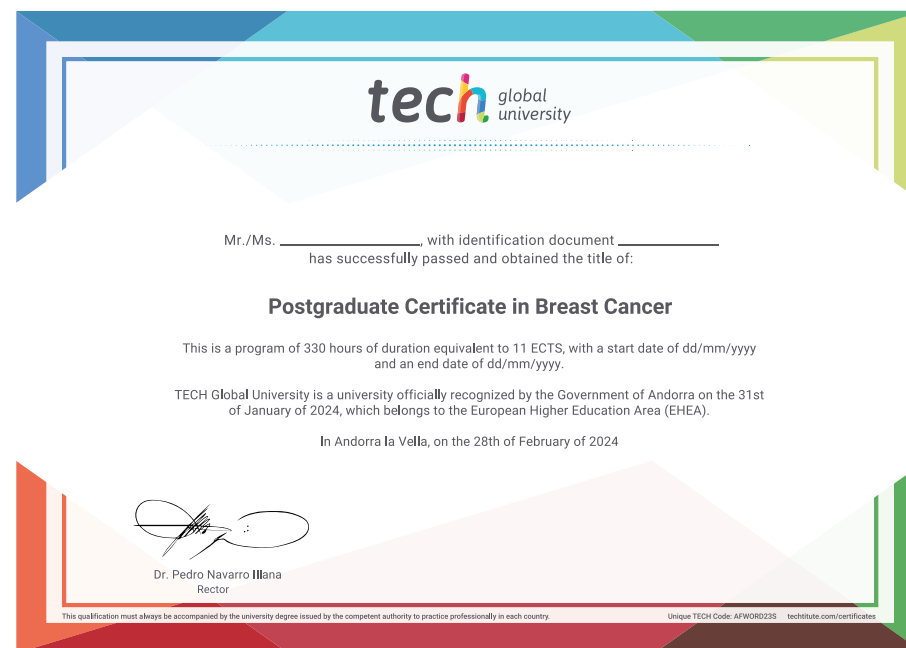 tech global university
Mr./Ms. ____________________, with identification document ______________
has successfully passed and obtained the title of:
Postgraduate Certificate in Breast Cancer
This is a program of 330 hours of duration equivalent to 11 ECTS, with a start date of dd/mm/yyyy
and an end date of dd/mm/yyyy.
TECH Global University is a university officially recognized by the Government of Andorra on the 31st
of January of 2024, which belongs to the European Higher Education Area (EHEA).
In Andorra la Vella, on the 28th of February of 2024
Dr. Pedro Navarro Illana
Rector
This qualification must always be accompanied by the university degree issued by the competent authority to practice professionally in each country.
Unique TECH Code: AFWORD23S techtitute.com/certificates